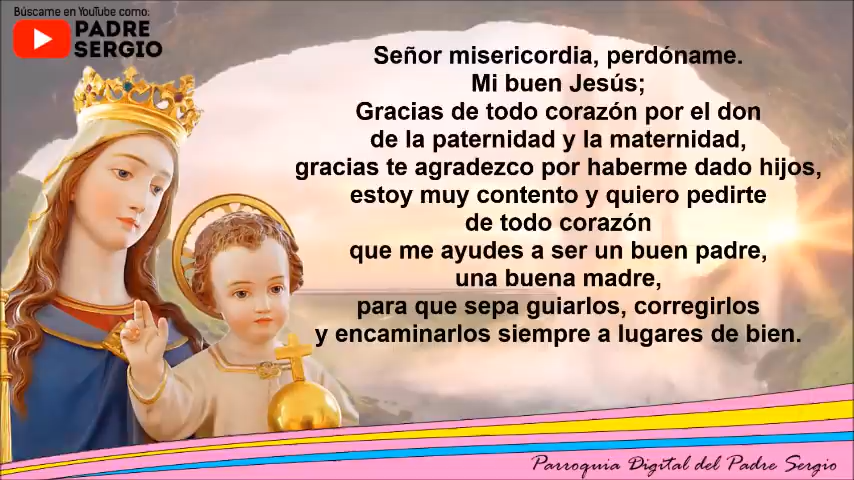 Búscame en YouTube como:
PADRE
SERGIO
Señor misericordia, perdóname.
Mi buen Jesús;
Gracias de todo corazón por el don
de la paternidad y la maternidad,
gracias te agradezco por haberme dado hijos,
estoy muy contento y quiero pedirte
de todo corazón
que me ayudes a ser un buen padre,
una buena madre,
para que sepa guiarlos, corregirlos
y encaminarlos siempre a lugares de bien.
Parroquia Digital del Padre Sergio